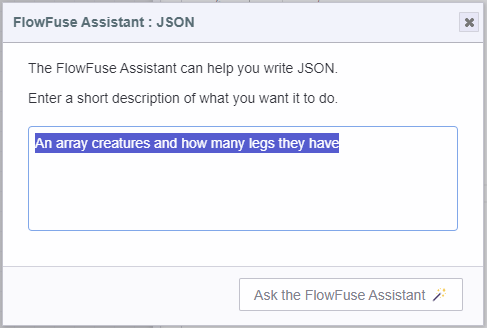 FlowFuse Assistant : JSON
The FlowFuse Assistant can help you write JSON.
Enter a short description of what you want it to do.
An array creatures and how many legs they have
Ask the FlowFuse Assistant